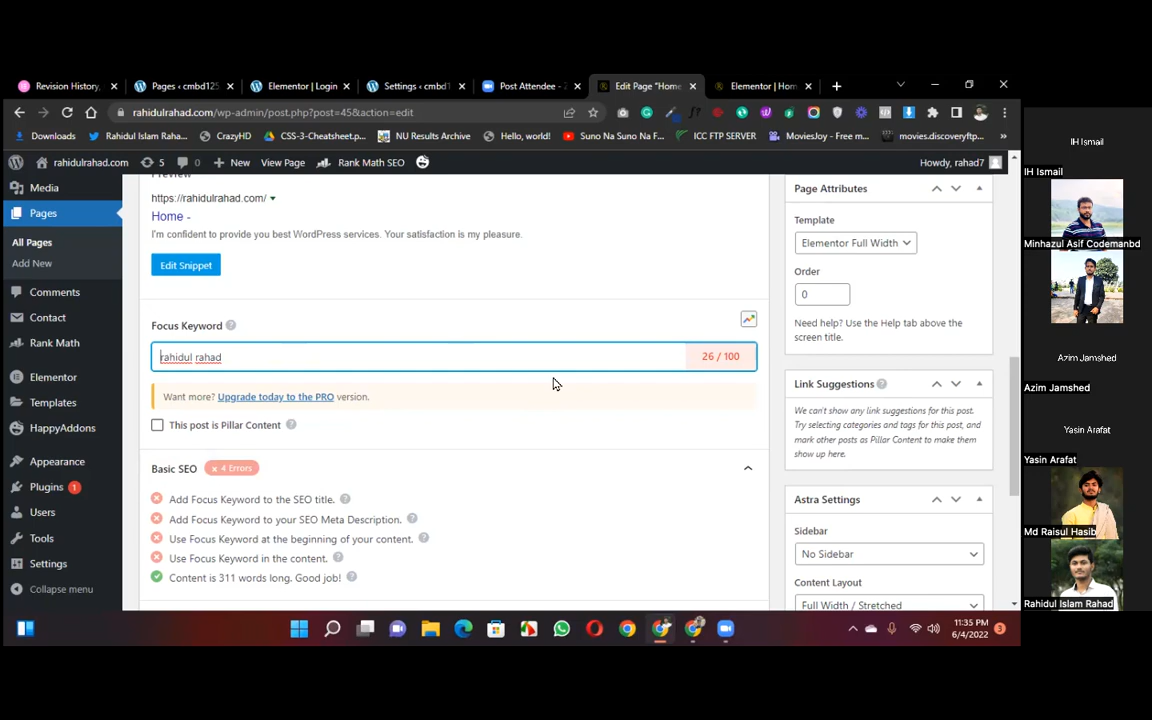 Revision History,
Pages ‹ cmbd125
Elementor | Login
Settings ‹ cmbd1
Post Attendee - Z
Edit Page "Home
Elementor | Hom
rahidulrahad.com/wp-admin/post.php?post=45&action=edit
Downloads
Rahidul Islam Raha...
CrazyHD
CSS-3-Cheatsheet.p...
NU Results Archive
Hello, world!
Suno Na Suno Na F...
ICC FTP SERVER
MoviesJoy - Free m...
movies.discoveryftp...
rahidulrahad.com
5
0
New
View Page
Rank Math SEO
Howdy, rahad7
Media
Pages
All Pages
Add New
Comments
Contact
Rank Math
Elementor
Templates
HappyAddons
Appearance
Plugins 1
Users
Tools
Settings
Collapse menu
Preview
https://rahidulrahad.com/
Home -
I'm confident to provide you best WordPress services. Your satisfaction is my pleasure.
Edit Snippet
Focus Keyword
rahidul rahad
26 / 100
Want more? Upgrade today to the PRO version.
This post is Pillar Content
Basic SEO
× 4 Errors
Add Focus Keyword to the SEO title.
Add Focus Keyword to your SEO Meta Description.
Use Focus Keyword at the beginning of your content.
Use Focus Keyword in the content.
Content is 311 words long. Good job!
Page Attributes
Template
Elementor Full Width
Order
0
Need help? Use the Help tab above the
screen title.
Link Suggestions
We can't show any link suggestions for this post.
Try selecting categories and tags for this post, and
mark other posts as Pillar Content to make them
show up here.
Astra Settings
Sidebar
No Sidebar
Content Layout
Full Width / Stretched
11:35 PM
6/4/2022
3
IH Ismail
IH Ismail
Minhazul Asif Codemanbd
Azim Jamshed
Azim Jamshed
Yasin Arafat
Yasin Arafat
Md Raisul Hasib
Rahidul Islam Rahad